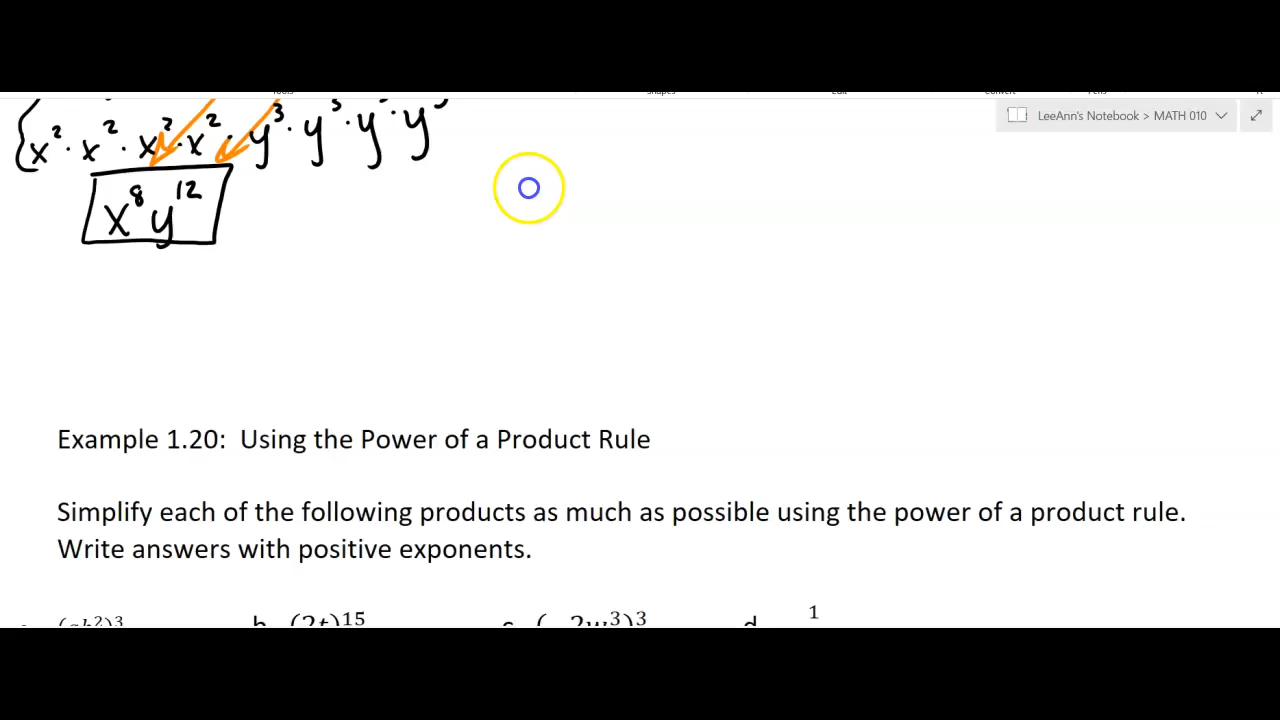 LeeAnn's Notebook > MATH 010
x² · x² · x² · x² · y³ · y³ · y · y
x⁸y¹²
Example 1.20: Using the Power of a Product Rule
Simplify each of the following products as much as possible using the power of a product rule.
Write answers with positive exponents.
(2t)¹⁵ 1